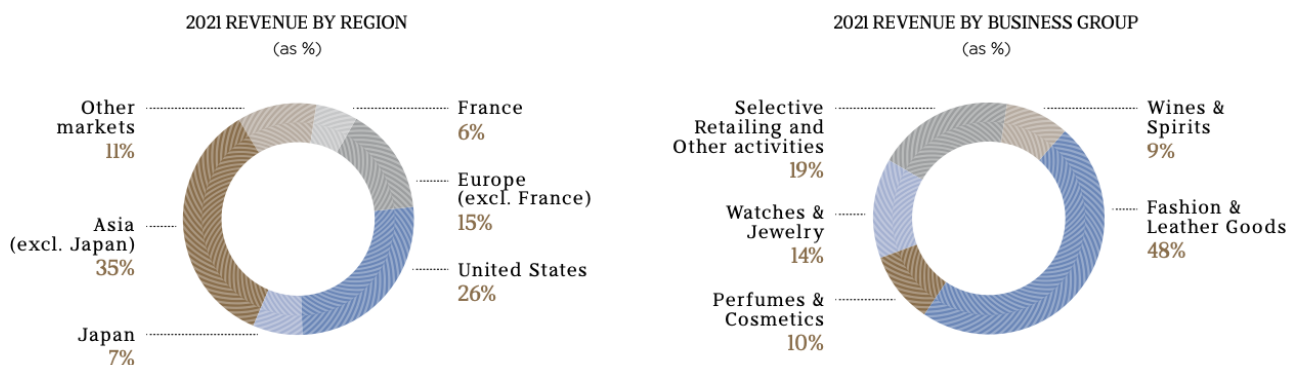 2021 REVENUE BY REGION
(as %)
Other
markets
11%
France
6%
Europe
(excl. France)
15%
Asia
(excl. Japan)
35%
United States
26%
Japan
7%
2021 REVENUE BY BUSINESS GROUP
(as %)
Selective
Retailing and
Other activities
19%
Wines &
Spirits
9%
Watches &
Jewelry
14%
Fashion &
Leather Goods
48%
Perfumes &
Cosmetics
10%